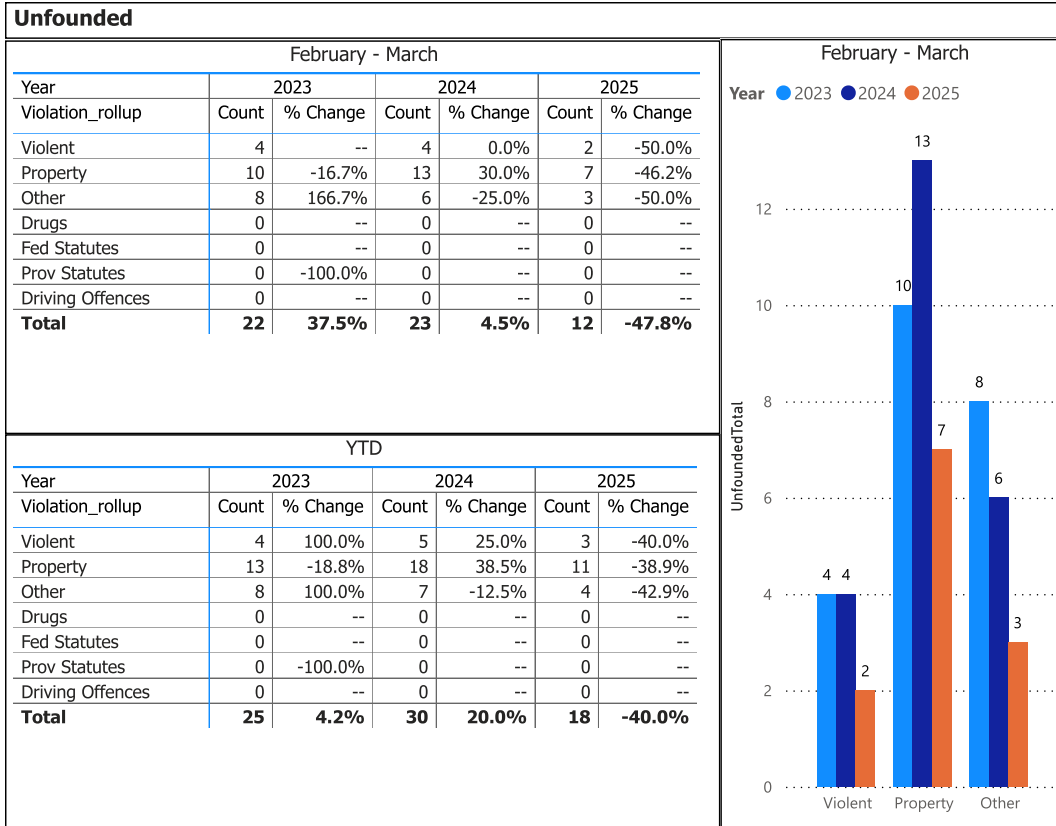 Unfounded
February - March
Year 2023 2024 2025
Violation_rollup Count % Change Count % Change Count % Change
Violent 4 -- 4 0.0% 2 -50.0%
Property 10 -16.7% 13 30.0% 7 -46.2%
Other 8 166.7% 6 -25.0% 3 -50.0%
Drugs 0 -- 0 -- 0 --
Fed Statutes 0 -- 0 -- 0 --
Prov Statutes 0 -100.0% 0 -- 0 --
Driving Offences 0 -- 0 -- 0 --
Total 22 37.5% 23 4.5% 12 -47.8%
YTD
Year 2023 2024 2025
Violation_rollup Count % Change Count % Change Count % Change
Violent 4 100.0% 5 25.0% 3 -40.0%
Property 13 -18.8% 18 38.5% 11 -38.9%
Other 8 100.0% 7 -12.5% 4 -42.9%
Drugs 0 -- 0 -- 0 --
Fed Statutes 0 -- 0 -- 0 --
Prov Statutes 0 -100.0% 0 -- 0 --
Driving Offences 0 -- 0 -- 0 --
Total 25 4.2% 30 20.0% 18 -40.0%
February - March
Year 2023 2024 2025
13
12
10
10
8
8
7
6
6
4
4 4
3
2
2
0
UnfoundedTotal
Violent Property Other